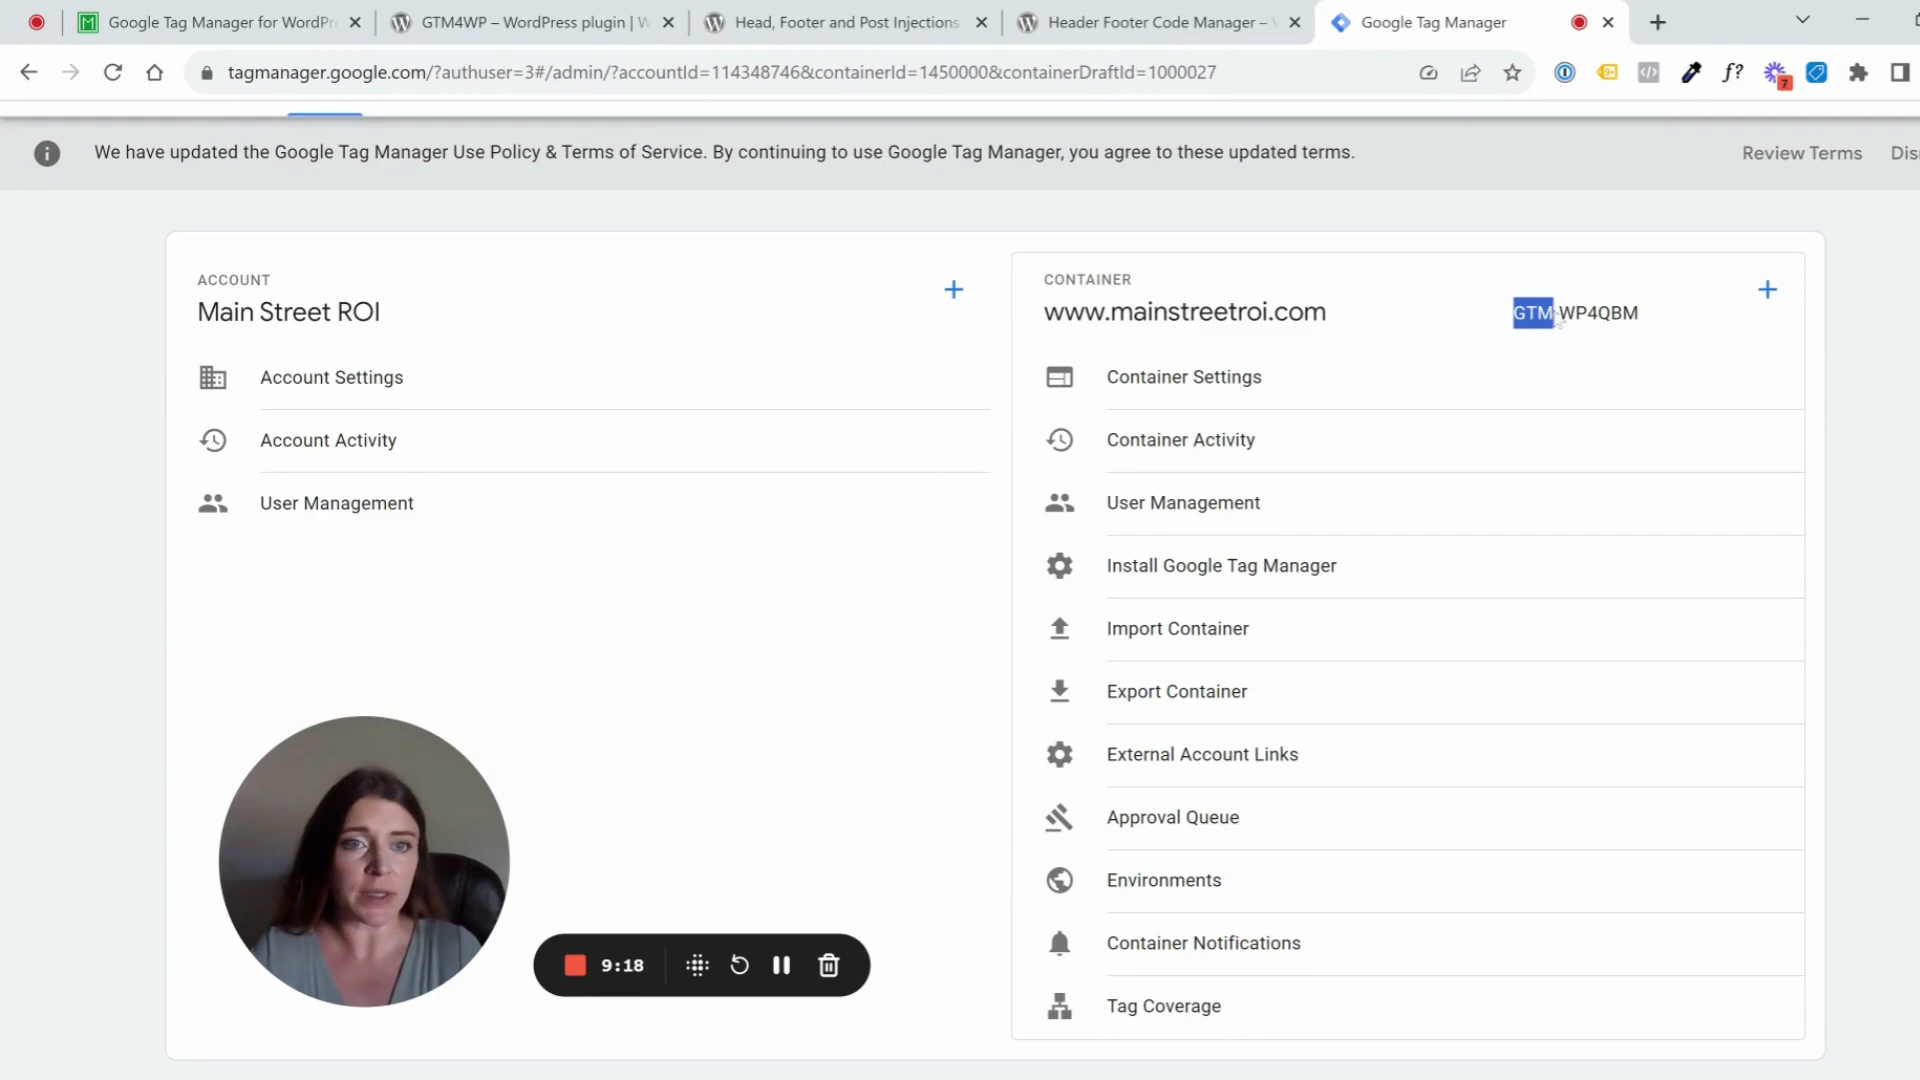 Google Tag Manager for WordPr
GTM4WP – WordPress plugin | W
Head, Footer and Post Injections
Header Footer Code Manager –
Google Tag Manager
tagmanager.google.com/?authuser=3#/admin/?accountId=114348746&containerId=1450000&containerDraftId=1000027
f?
7
We have updated the Google Tag Manager Use Policy & Terms of Service. By continuing to use Google Tag Manager, you agree to these updated terms.
Review Terms
Dis
ACCOUNT
Main Street ROI
Account Settings
Account Activity
User Management
CONTAINER
www.mainstreetroi.com
GTM-WP4QBM
Container Settings
Container Activity
User Management
Install Google Tag Manager
Import Container
Export Container
External Account Links
Approval Queue
Environments
Container Notifications
Tag Coverage
9:18